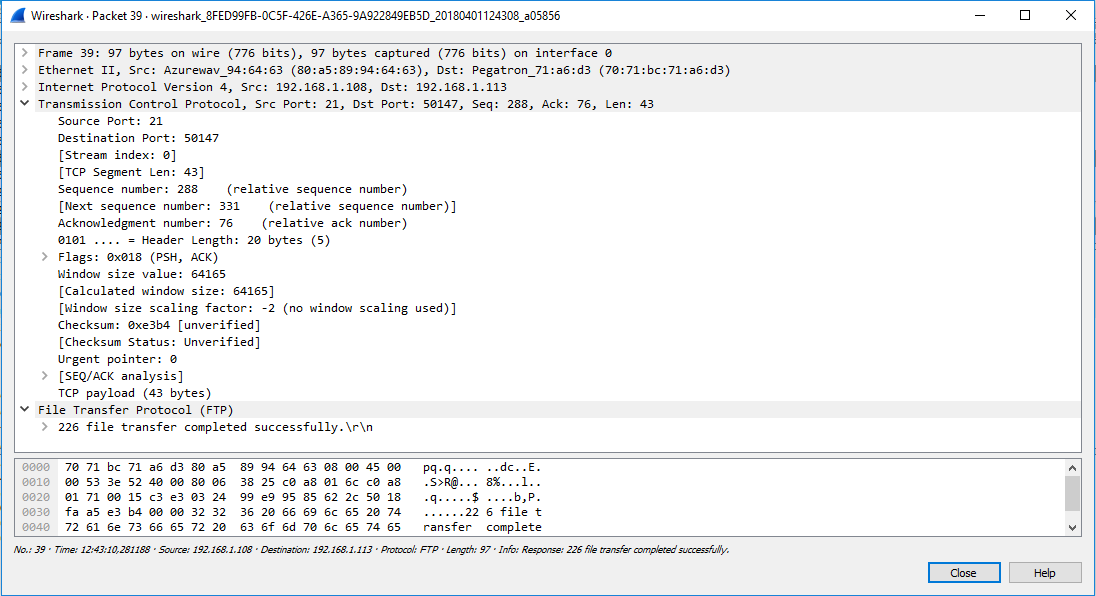 Wireshark · Packet 39 · wireshark_8FED99FB-0C5F-426E-A365-9A922849EB5D_20180401124308_a05856
Frame 39: 97 bytes on wire (776 bits), 97 bytes captured (776 bits) on interface 0
Ethernet II, Src: Azurewav_94:64:63 (80:a5:89:94:64:63), Dst: Pegatron_71:a6:d3 (70:71:bc:71:a6:d3)
Internet Protocol Version 4, Src: 192.168.1.108, Dst: 192.168.1.113
Transmission Control Protocol, Src Port: 21, Dst Port: 50147, Seq: 288, Ack: 76, Len: 43
Source Port: 21
Destination Port: 50147
[Stream index: 0]
[TCP Segment Len: 43]
Sequence number: 288    (relative sequence number)
[Next sequence number: 331    (relative sequence number)]
Acknowledgment number: 76    (relative ack number)
0101 .... = Header Length: 20 bytes (5)
Flags: 0x018 (PSH, ACK)
Window size value: 64165
[Calculated window size: 64165]
[Window size scaling factor: -2 (no window scaling used)]
Checksum: 0xe3b4 [unverified]
[Checksum Status: Unverified]
Urgent pointer: 0
[SEQ/ACK analysis]
TCP payload (43 bytes)
File Transfer Protocol (FTP)
226 file transfer completed successfully.\r\n
0000  70 71 bc 71 a6 d3 80 a5  89 94 64 63 08 00 45 00   pq.q.... ..dc..E.
0010  00 53 3e 52 40 00 80 06  38 25 c0 a8 01 6c c0 a8   .S>R@... 8%...l..
0020  01 71 00 15 c3 e3 03 24  99 e9 95 85 62 2c 50 18   .q.....$ ....b,P.
0030  fa a5 e3 b4 00 00 32 32  36 20 66 69 6c 65 20 74   ......22 6 file t
0040  72 61 6e 73 66 65 72 20  63 6f 6d 70 6c 65 74 65   ransfer  complete
No.: 39 · Time: 12:43:10,281188 · Source: 192.168.1.108 · Destination: 192.168.1.113 · Protocol: FTP · Length: 97 · Info: Response: 226 file transfer completed successfully.
Close Help